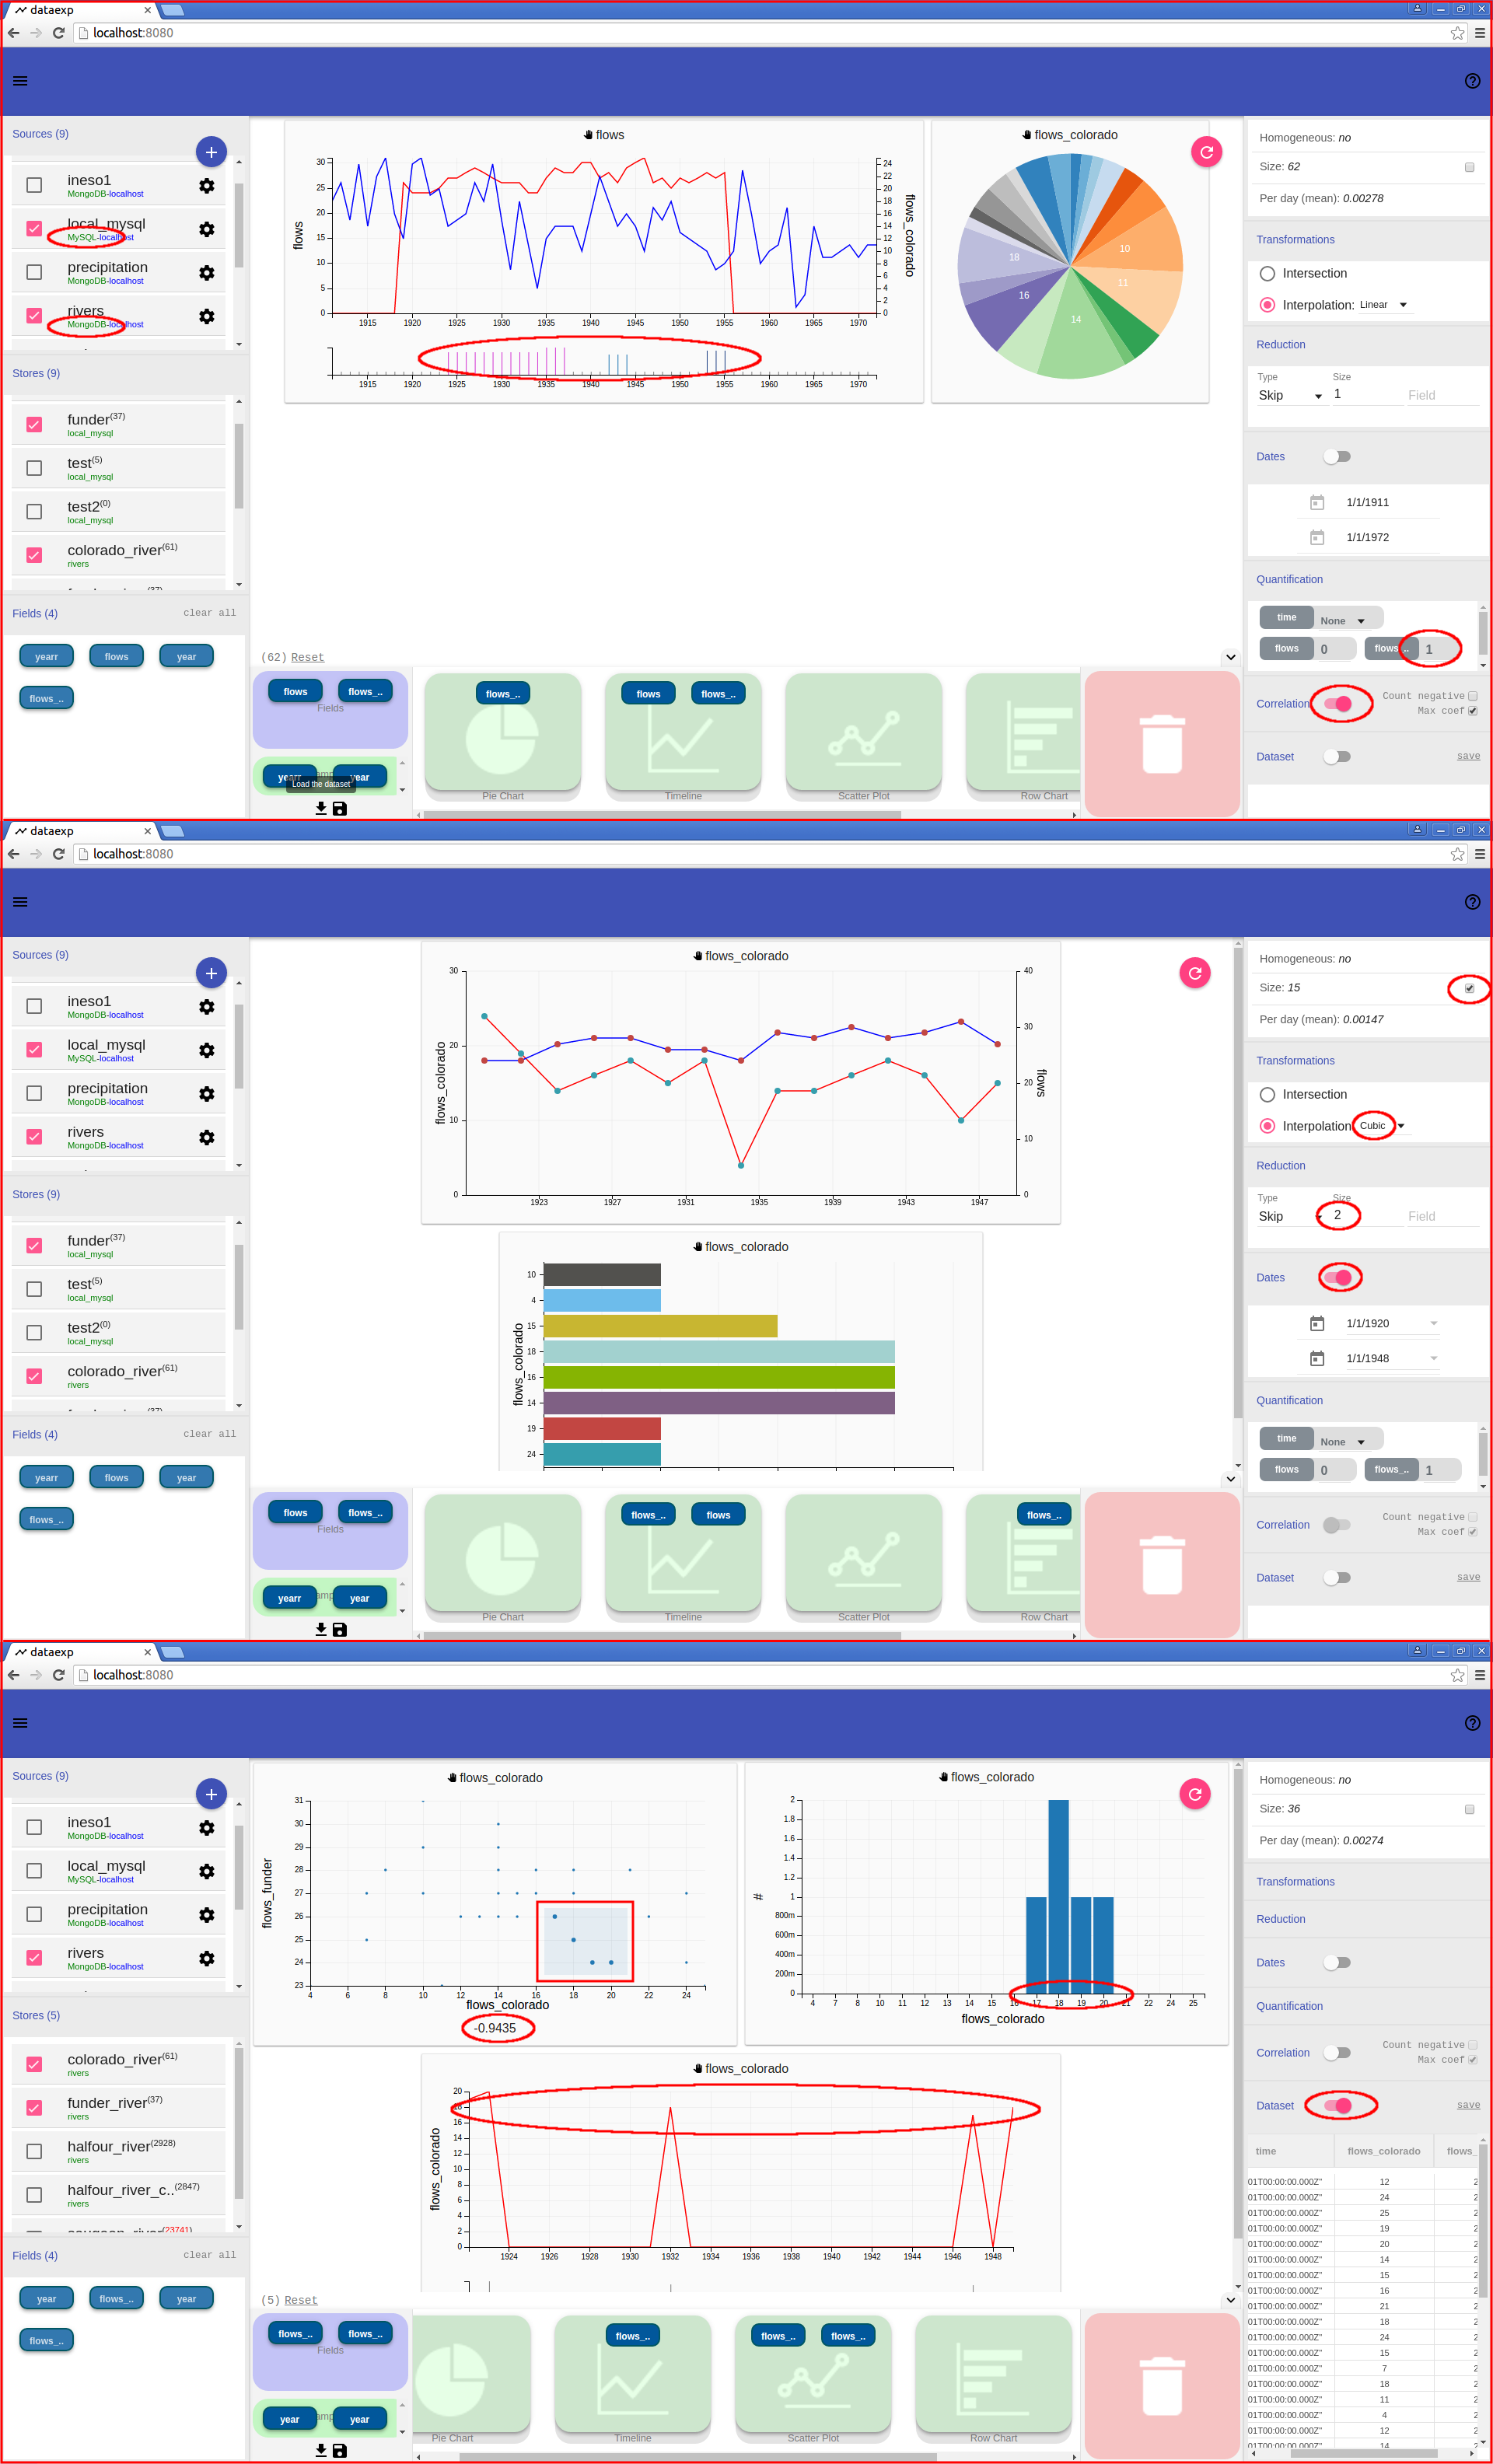 dataexp
localhost:8080
Sources (9)
ineso1
MongoDB-localhost
local_mysql
MySQL-localhost
precipitation
MongoDB-localhost
rivers
MongoDB-localhost
Stores (9)
funder(37)
local_mysql
test(5)
local_mysql
test2(0)
local_mysql
colorado_river(61)
rivers
Fields (4) clear all
yearr flows year
flows_..
flows
flows
flows_colorado
30 25 20 15 10 5 0
24 22 20 18 16 14 12 10 8 6 4 2 0
1915 1920 1925 1930 1935 1940 1945 1950 1955 1960 1965 1970
1915 1920 1925 1930 1935 1940 1945 1950 1955 1960 1965 1970
flows_colorado
10
11
14
16
18
(62) Reset
flows flows_..
Fields
yearr year
Load the dataset
flows_..
Pie Chart
flows flows_..
Timeline
Scatter Plot
Row Chart
Homogeneous: no
Size: 62
Per day (mean): 0.00278
Transformations
Intersection
Interpolation: Linear
Reduction
Type Size
Skip 1 Field
Dates
1/1/1911
1/1/1972
Quantification
time None
flows 0 flows_.. 1
Correlation Count negative
Max coef
Dataset save
dataexp
localhost:8080
Sources (9)
ineso1
MongoDB-localhost
local_mysql
MySQL-localhost
precipitation
MongoDB-localhost
rivers
MongoDB-localhost
Stores (9)
funder(37)
local_mysql
test(5)
local_mysql
test2(0)
local_mysql
colorado_river(61)
rivers
Fields (4) clear all
yearr flows year
flows_..
flows_colorado
flows_colorado
flows
30 20 10 0
40 30 20 10 0
1923 1927 1931 1935 1939 1943 1947
flows_colorado
flows_colorado
10
4
15
18
16
14
19
24
flows flows_..
Fields
yearr year
Pie Chart
flows_.. flows
Timeline
Scatter Plot
flows_..
Row Chart
Homogeneous: no
Size: 15
Per day (mean): 0.00147
Transformations
Intersection
Interpolation Cubic
Reduction
Type Size
Skip 2 Field
Dates
1/1/1920
1/1/1948
Quantification
time None
flows 0 flows_.. 1
Correlation Count negative
Max coef
Dataset save
dataexp
localhost:8080
Sources (9)
ineso1
MongoDB-localhost
local_mysql
MySQL-localhost
precipitation
MongoDB-localhost
rivers
MongoDB-localhost
Stores (5)
colorado_river(61)
rivers
funder_river(37)
rivers
halfour_river(2928)
rivers
halfour_river_c..(2847)
rivers
saugeen_river(23741)
Fields (4) clear all
year flows_.. year
flows_..
flows_colorado
flows_funder
31 30 29 28 27 26 25 24 23
4 6 8 10 12 14 16 18 20 22 24
flows_colorado
-0.9435
flows_colorado
#
2 1.8 1.6 1.4 1.2 1 800m 600m 400m 200m 0
4 7 8 10 11 12 13 14 15 16 17 18 19 20 21 22 24 25
flows_colorado
flows_colorado
flows_colorado
20 18 16 14 12 10 8 6 4 2 0
1924 1926 1928 1930 1932 1934 1936 1938 1940 1942 1944 1946 1948
(5) Reset
flows_.. flows_..
Fields
year year
Pie Chart
flows_..
Timeline
flows_.. flows_..
Scatter Plot
Row Chart
Homogeneous: no
Size: 36
Per day (mean): 0.00274
Transformations
Reduction
Dates
Quantification
Correlation Count negative
Max coef
Dataset save
time flows_colorado flows_
01T00:00:00.000Z" 12 2
01T00:00:00.000Z" 24 2
01T00:00:00.000Z" 25 2
01T00:00:00.000Z" 19 2
01T00:00:00.000Z" 20 2
01T00:00:00.000Z" 14 2
01T00:00:00.000Z" 15 2
01T00:00:00.000Z" 16 2
01T00:00:00.000Z" 21 2
01T00:00:00.000Z" 18 2
01T00:00:00.000Z" 24 2
01T00:00:00.000Z" 15 2
01T00:00:00.000Z" 7 2
01T00:00:00.000Z" 18 2
01T00:00:00.000Z" 11 2
01T00:00:00.000Z" 4 2
01T00:00:00.000Z" 12 2
01T00:00:00.000Z" 14 2